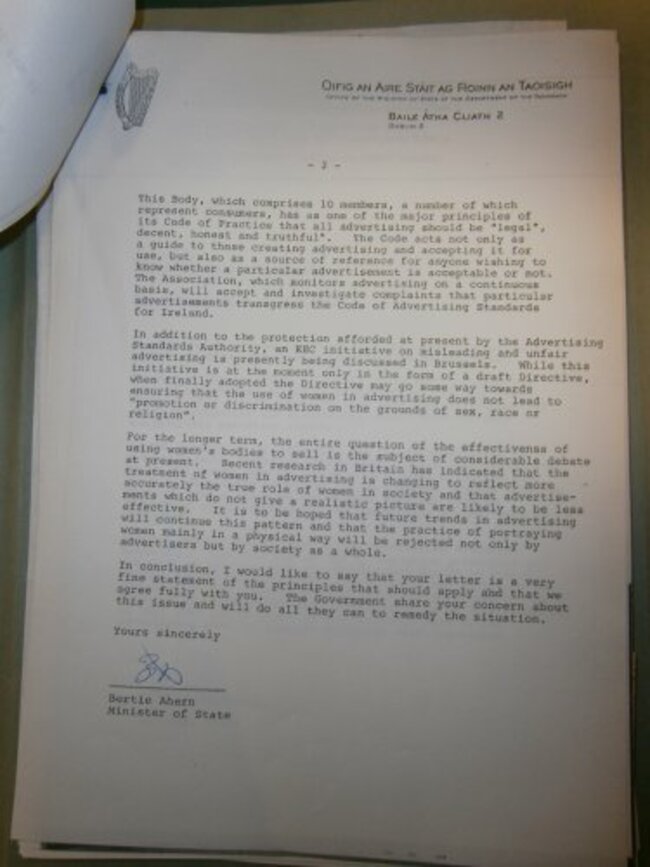 OIFIG AN AIRE STÁIT AG ROINN AN TAOISIGH
OFFICE OF THE MINISTER OF STATE AT THE DEPARTMENT OF THE TAOISEACH
BAILE ÁTHA CLIATH 2
DUBLIN 2
- 3 -
This Body, which comprises 10 members, a number of which
represent consumers, has as one of the major principles of
its Code of Practice that all advertising should be "legal",
decent, honest and truthful". The Code acts not only as
a guide to those creating advertising and accepting it for
use, but also as a source of reference for anyone wishing to
know whether a particular advertisement is acceptable or not.
The Association, which monitors advertising on a continuous
basis, will accept and investigate complaints that particular
advertisements transgress the Code of Advertising Standards
for Ireland.
In addition to the protection afforded at present by the Advertising
Standards Authority, an EEC initiative on misleading and unfair
advertising is presently being discussed in Brussels. While this
initiative is at the moment only in the form of a draft Directive,
when finally adopted the Directive may go some way towards
ensuring that the use of women in advertising does not lead to
"promotion or discrimination on the grounds of sex, race or
religion".
For the longer term, the entire question of the effectiveness of
using women's bodies to sell is the subject of considerable debate
at present. Recent research in Britain has indicated that the
treatment of women in advertising is changing to reflect more
accurately the true role of women in society and that advertise-
ments which do not give a realistic picture are likely to be less
effective. It is to be hoped that future trends in advertising
will continue this pattern and that the practice of portraying
women mainly in a physical way will be rejected not only by
advertisers but by society as a whole.
In conclusion, I would like to say that your letter is a very
fine statement of the principles that should apply and that we
agree fully with you. The Government share your concern about
this issue and will do all they can to remedy the situation.
Yours sincerely
Bertie Ahern
Minister of State